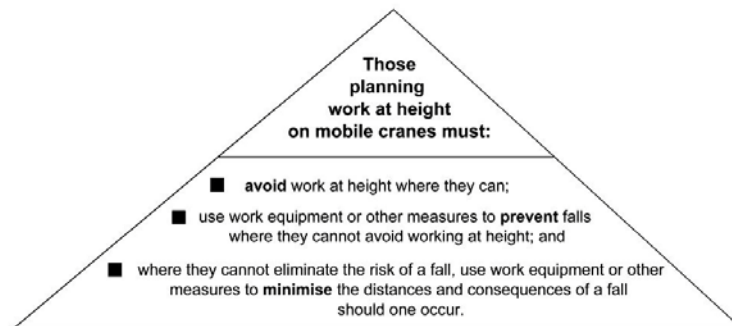 Those
planning
work at height
on mobile cranes must:
■ avoid work at height where they can;
■ use work equipment or other measures to prevent falls
where they cannot avoid working at height; and
■ where they cannot eliminate the risk of a fall, use work equipment or other
measures to minimise the distances and consequences of a fall
should one occur.